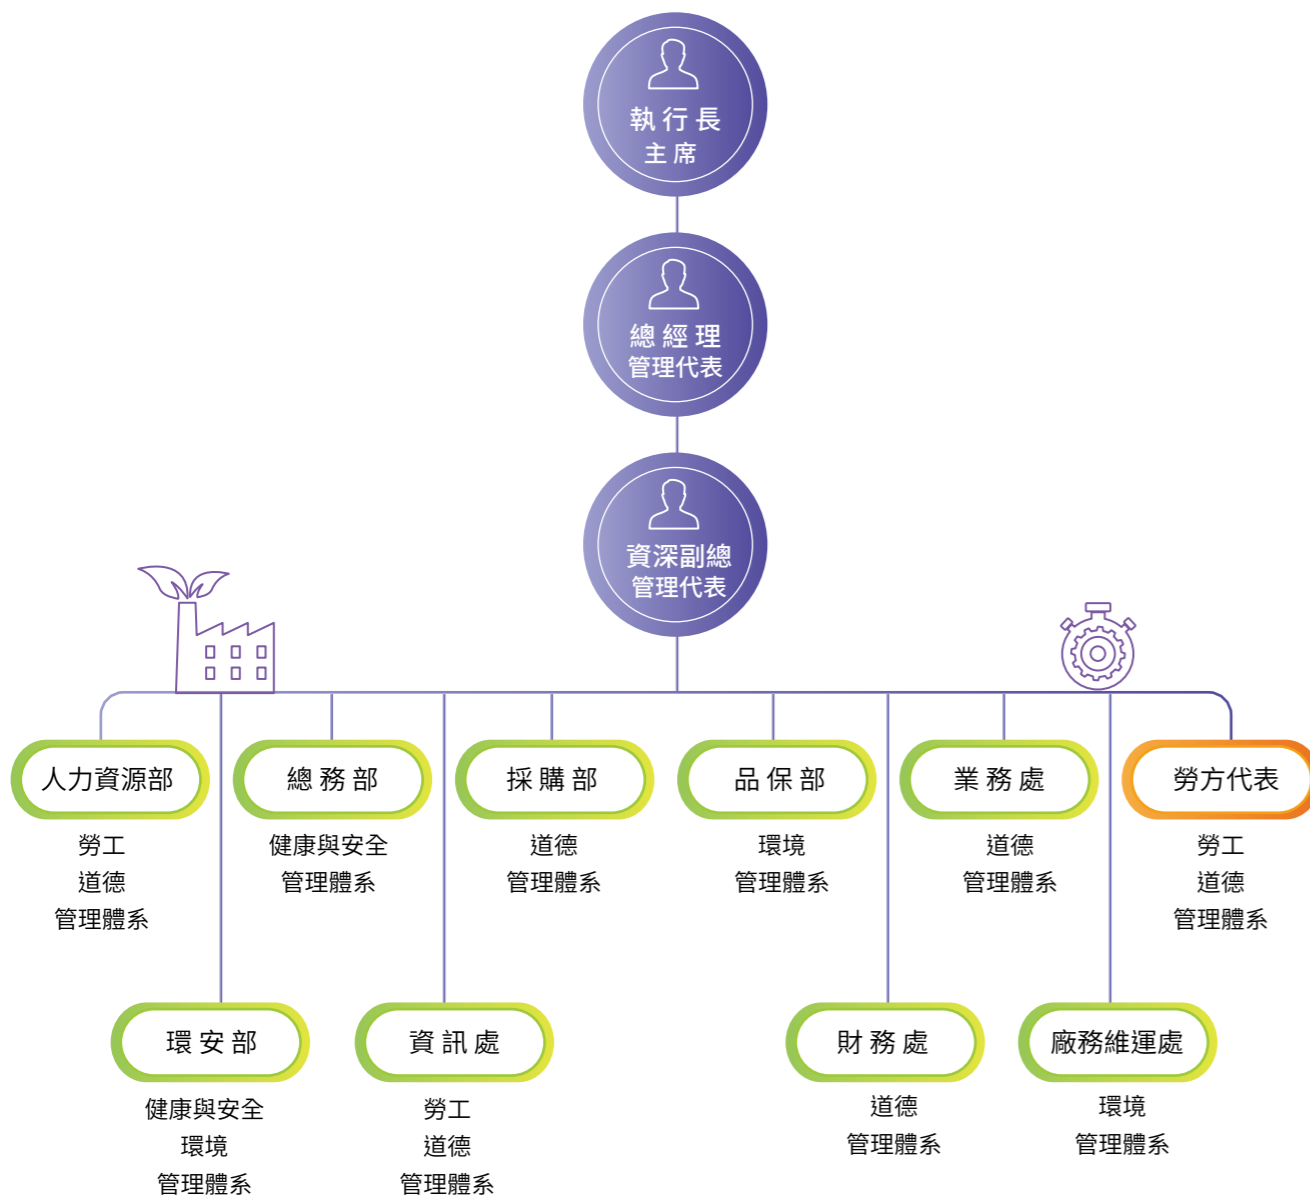 執行長
主席
總經理
管理代表
資深副總
管理代表
人力資源部
勞工
道德
管理體系
總務部
健康與安全
管理體系
採購部
道德
管理體系
品保部
環境
管理體系
業務處
道德
管理體系
勞方代表
勞工
道德
管理體系
環安部
健康與安全
環境
管理體系
資訊處
勞工
道德
管理體系
財務處
道德
管理體系
廠務維運處
環境
管理體系